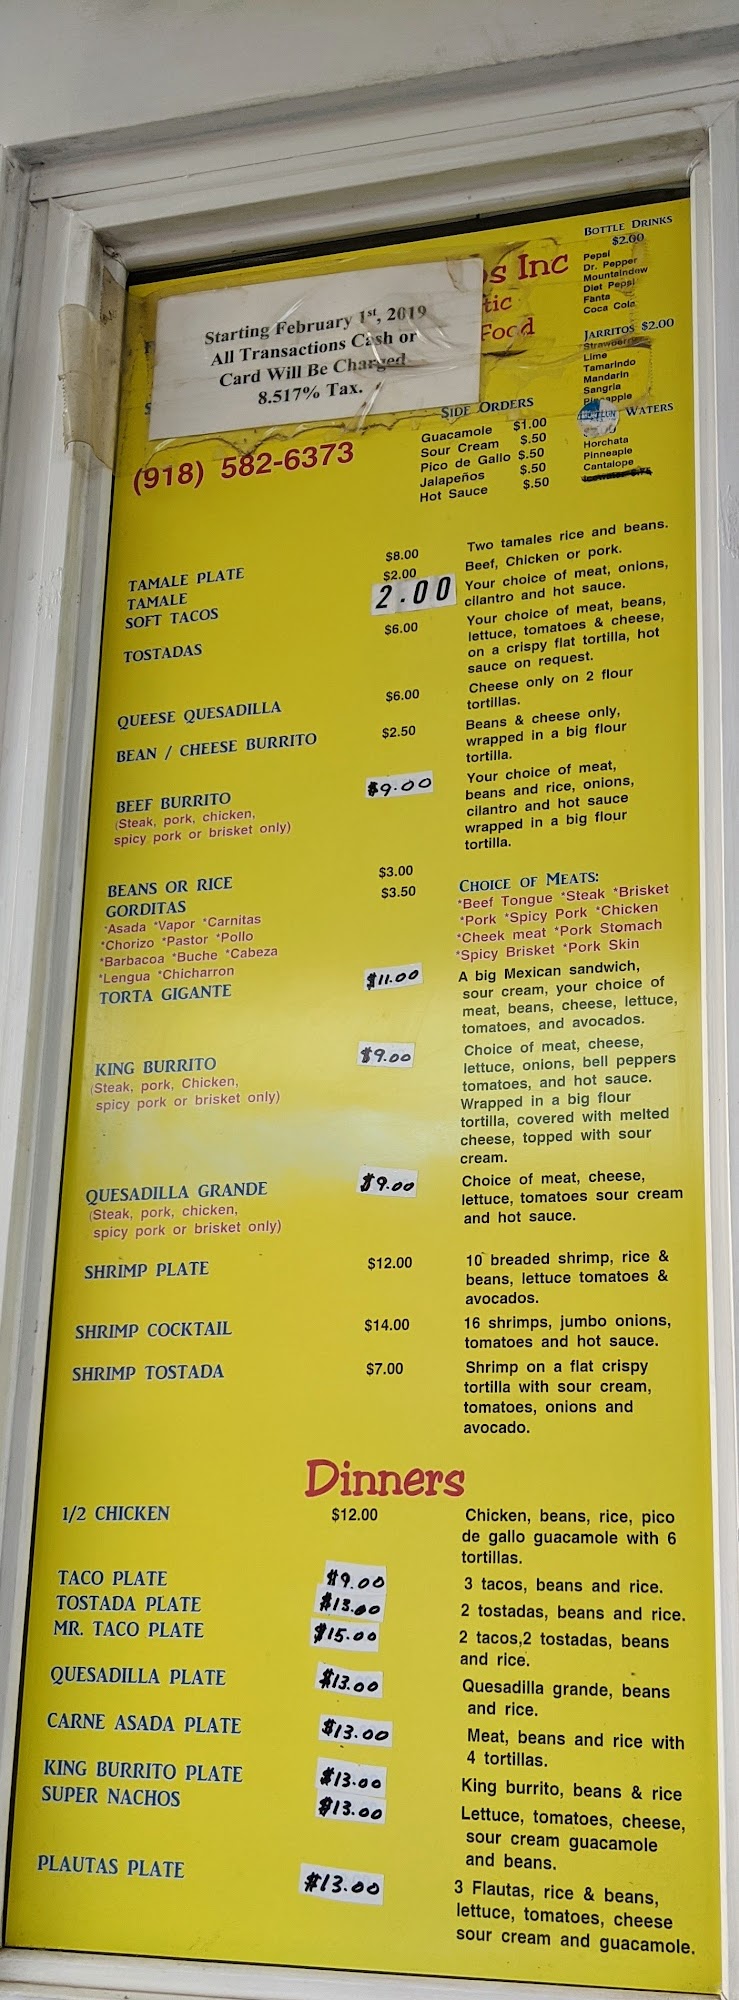 Starting February 1st, 2019
All Transactions Cash or
Card Will Be Charged
8.517% Tax.
Inc
Food
(918) 582-6373
SIDE ORDERS
Guacamole $1.00
Sour Cream $.50
Pico de Gallo $.50
Jalapeños $.50
Hot Sauce $.50
BOTTLE DRINKS
$2.00
Pepsi
Dr. Pepper
Mountaindew
Diet Pepsi
Fanta
Coca Cola
JARRITOS $2.00
Strawberry
Lime
Tamarindo
Mandarin
Sangria
Pineapple
WATERS
Horchata
Pinneaple
Cantalope
TAMALE PLATE $8.00 Two tamales rice and beans.
TAMALE $2.00 Beef, Chicken or pork.
SOFT TACOS 2.00 Your choice of meat, onions,
cilantro and hot sauce.
TOSTADAS $6.00 Your choice of meat, beans,
lettuce, tomatoes & cheese,
on a crispy flat tortilla, hot
sauce on request.
QUEESE QUESADILLA $6.00 Cheese only on 2 flour
tortillas.
BEAN / CHEESE BURRITO $2.50 Beans & cheese only,
wrapped in a big flour
tortilla.
BEEF BURRITO $9.00 Your choice of meat,
(Steak, pork, chicken, beans and rice, onions,
spicy pork or brisket only) cilantro and hot sauce
wrapped in a big flour
tortilla.
BEANS OR RICE $3.00
GORDITAS $3.50
*Asada *Vapor *Carnitas
*Chorizo *Pastor *Pollo
*Barbacoa *Buche *Cabeza
*Lengua *Chicharron
CHOICE OF MEATS:
*Beef Tongue *Steak *Brisket
*Pork *Spicy Pork *Chicken
*Cheek meat *Pork Stomach
*Spicy Brisket *Pork Skin
TORTA GIGANTE $11.00 A big Mexican sandwich,
sour cream, your choice of
meat, beans, cheese, lettuce,
tomatoes, and avocados.
KING BURRITO $9.00 Choice of meat, cheese,
(Steak, pork, Chicken, lettuce, onions, bell peppers
spicy pork or brisket only) tomatoes, and hot sauce.
Wrapped in a big flour
tortilla, covered with melted
cheese, topped with sour
cream.
QUESADILLA GRANDE $9.00 Choice of meat, cheese,
(Steak, pork, chicken, lettuce, tomatoes sour cream
spicy pork or brisket only) and hot sauce.
SHRIMP PLATE $12.00 10 breaded shrimp, rice &
beans, lettuce tomatoes &
avocados.
SHRIMP COCKTAIL $14.00 16 shrimps, jumbo onions,
tomatoes and hot sauce.
SHRIMP TOSTADA $7.00 Shrimp on a flat crispy
tortilla with sour cream,
tomatoes, onions and
avocado.
Dinners
1/2 CHICKEN $12.00 Chicken, beans, rice, pico
de gallo guacamole with 6
tortillas.
TACO PLATE $9.00 3 tacos, beans and rice.
TOSTADA PLATE $13.00 2 tostadas, beans and rice.
MR. TACO PLATE $15.00 2 tacos,2 tostadas, beans
and rice.
QUESADILLA PLATE $13.00 Quesadilla grande, beans
and rice.
CARNE ASADA PLATE $13.00 Meat, beans and rice with
4 tortillas.
KING BURRITO PLATE $13.00 King burrito, beans & rice
SUPER NACHOS $13.00 Lettuce, tomatoes, cheese,
sour cream guacamole
and beans.
PLAUTAS PLATE $13.00 3 Flautas, rice & beans,
lettuce, tomatoes, cheese
sour cream and guacamole.